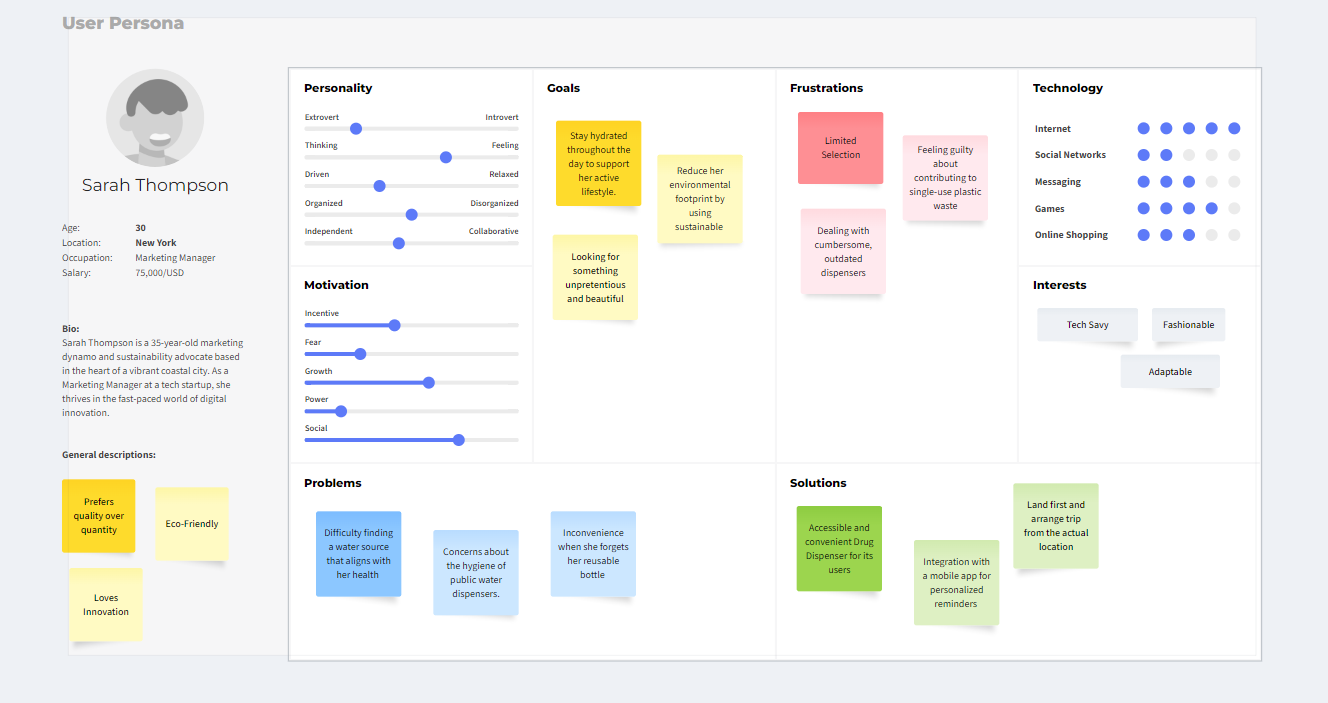 User Persona
Sarah Thompson
Age: 30
Location: New York
Occupation: Marketing Manager
Salary: 75,000/USD
Bio:
Sarah Thompson is a 35-year-old marketing
dynamo and sustainability advocate based
in the heart of a vibrant coastal city. As a
Marketing Manager at a tech startup, she
thrives in the fast-paced world of digital
innovation.
General descriptions:
Prefers
quality over
quantity
Eco-Friendly
Loves
Innovation
Personality
Extrovert Introvert
Thinking Feeling
Driven Relaxed
Organized Disorganized
Independent Collaborative
Motivation
Incentive
Fear
Growth
Power
Social
Goals
Stay hydrated
throughout the
day to support
her active
lifestyle.
Reduce her
environmental
footprint by
using
sustainable
Looking for
something
unpretentious
and beautiful
Frustrations
Limited
Selection
Feeling guilty
about
contributing to
single-use plastic
waste
Dealing with
cumbersome,
outdated
dispensers
Technology
Internet
Social Networks
Messaging
Games
Online Shopping
Interests
Tech Savy
Fashionable
Adaptable
Problems
Difficulty finding
a water source
that aligns with
her health
Concerns about
the hygiene of
public water
dispensers.
Inconvenience
when she forgets
her reusable
bottle
Solutions
Accessible and
convenient Drug
Dispenser for its
users
Integration with
a mobile app for
personalized
reminders
Land first and
arrange trip
from the actual
location